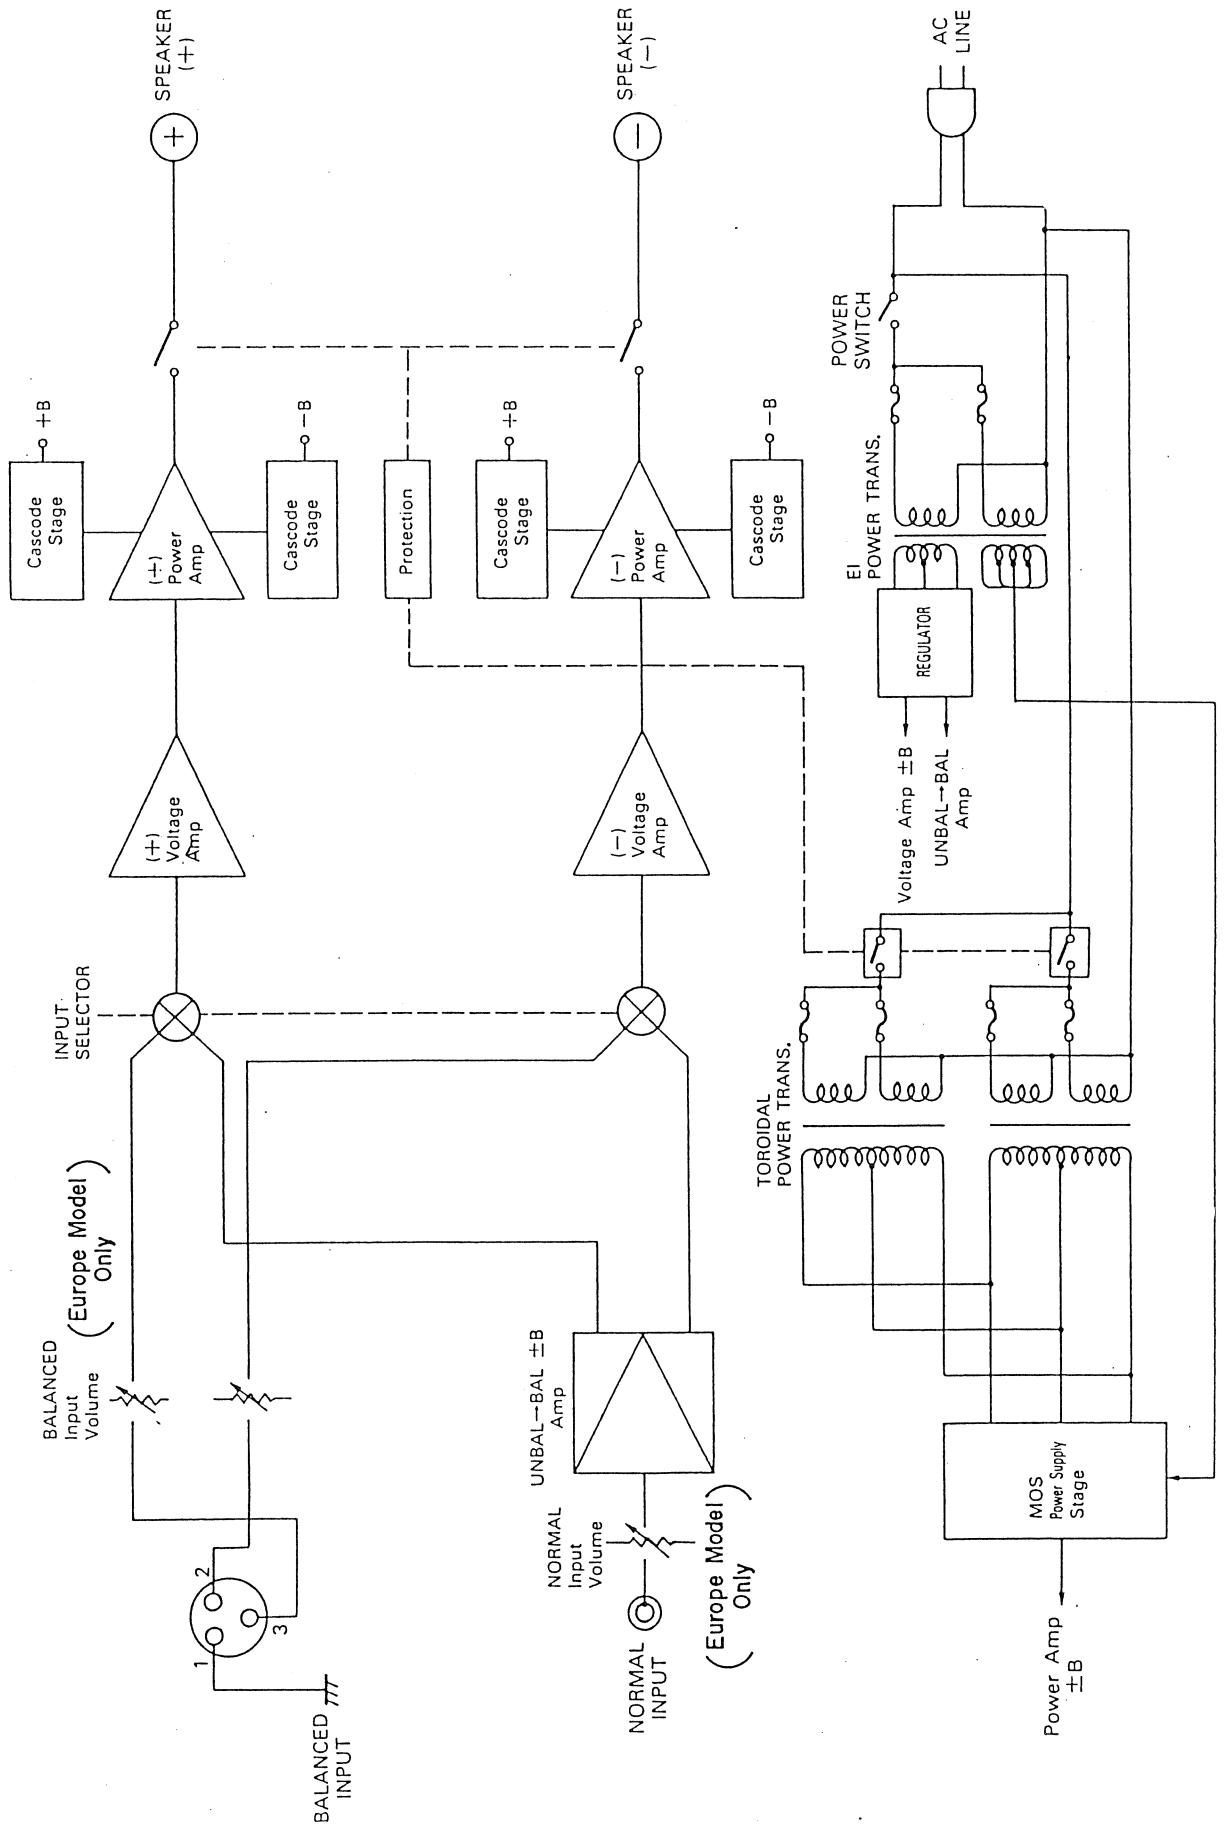 BALANCED
INPUT
1
2
3
BALANCED
Input
Volume
(Europe Model
Only)
INPUT
SELECTOR
(+)
Voltage
Amp
Cascode
Stage
+B
(+)
Power
Amp
Cascode
Stage
−B
SPEAKER
(+)
+
Protection
NORMAL
INPUT
NORMAL
Input
Volume
(Europe Model
Only)
UNBAL→BAL ±B
Amp
(−)
Voltage
Amp
Cascode
Stage
+B
(−)
Power
Amp
Cascode
Stage
−B
SPEAKER
(−)
−
TOROIDAL
POWER TRANS.
Voltage Amp ±B
UNBAL→BAL
Amp
REGULATOR
EI
POWER TRANS.
POWER
SWITCH
AC
LINE
Power Amp
±B
MOS
Power Supply
Stage